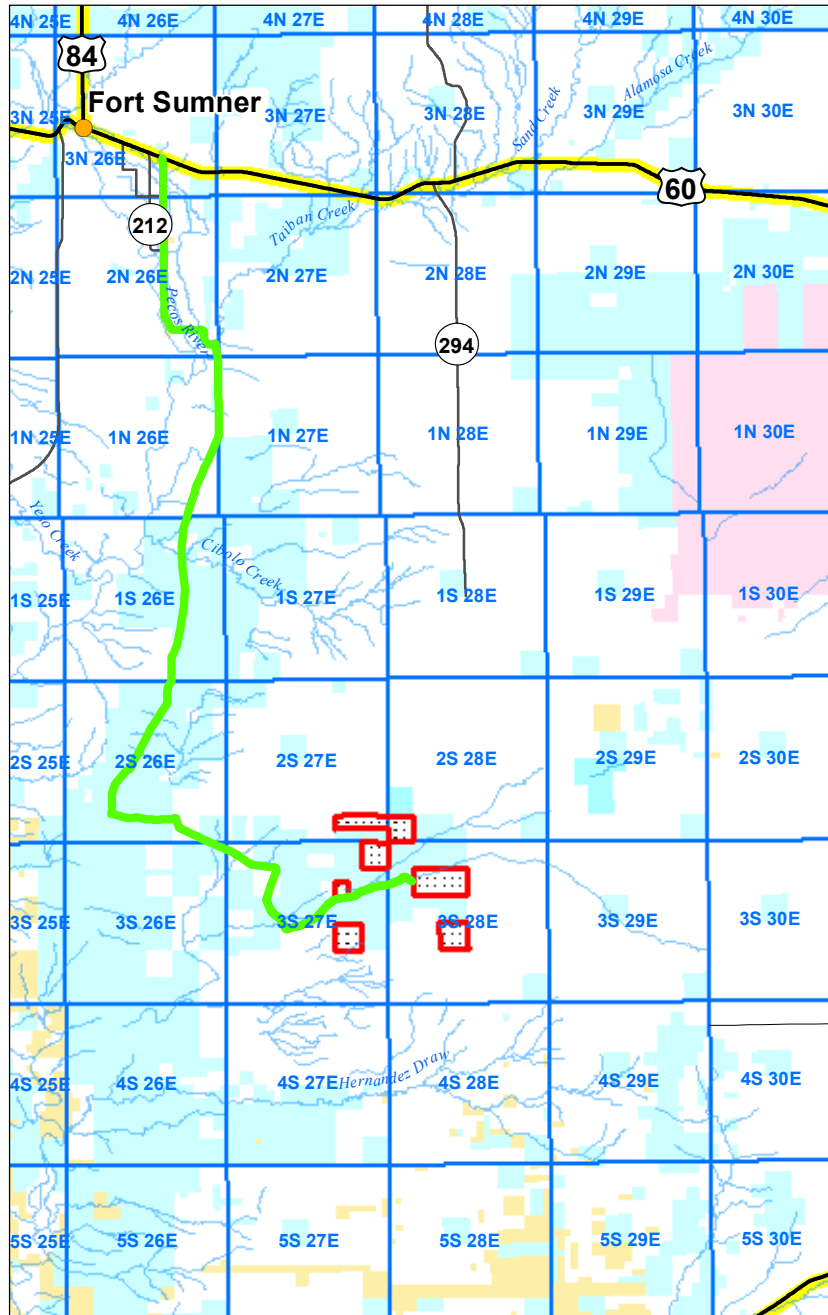 4N 25E
4N 26E
4N 27E
4N 28E
4N 29E
4N 30E
84
Fort Sumner
Alamosa Creek
3N 25E
3N 27E
3N 28E
Sand Creek
3N 29E
3N 30E
3N 26E
60
212
Taiban Creek
2N 25E
2N 26E
2N 27E
2N 28E
2N 29E
2N 30E
Pecos River
294
1N 25E
1N 26E
1N 27E
1N 28E
1N 29E
1N 30E
Yeso Creek
Cibolo Creek
1S 25E
1S 26E
1S 27E
1S 28E
1S 29E
1S 30E
2S 25E
2S 26E
2S 27E
2S 28E
2S 29E
2S 30E
3S 25E
3S 26E
3S 27E
3S 28E
3S 29E
3S 30E
Hernandez Draw
4S 25E
4S 26E
4S 27E
4S 28E
4S 29E
4S 30E
5S 25E
5S 26E
5S 27E
5S 28E
5S 29E
5S 30E